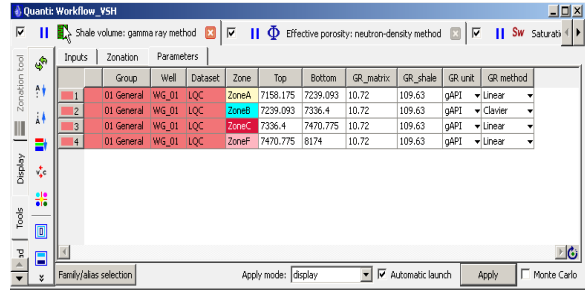 Quanti: Workflow_VSH
Shale volume: gamma ray method Effective porosity: neutron-density method Sw Saturati
Inputs Zonation Parameters
Group Well Dataset Zone Top Bottom GR_matrix GR_shale GR unit GR method
1 01 General WG_01 LQC ZoneA 7158.175 7239.093 10.72 109.63 gAPI Linear
2 01 General WG_01 LQC ZoneB 7239.093 7336.4 10.72 109.63 gAPI Clavier
3 01 General WG_01 LQC ZoneC 7336.4 7470.775 10.72 109.63 gAPI Linear
4 01 General WG_01 LQC ZoneF 7470.775 8174 10.72 109.63 gAPI Linear
Zonation tool
Display
Tools
Family/alias selection Apply mode: display Automatic launch Apply Monte Carlo